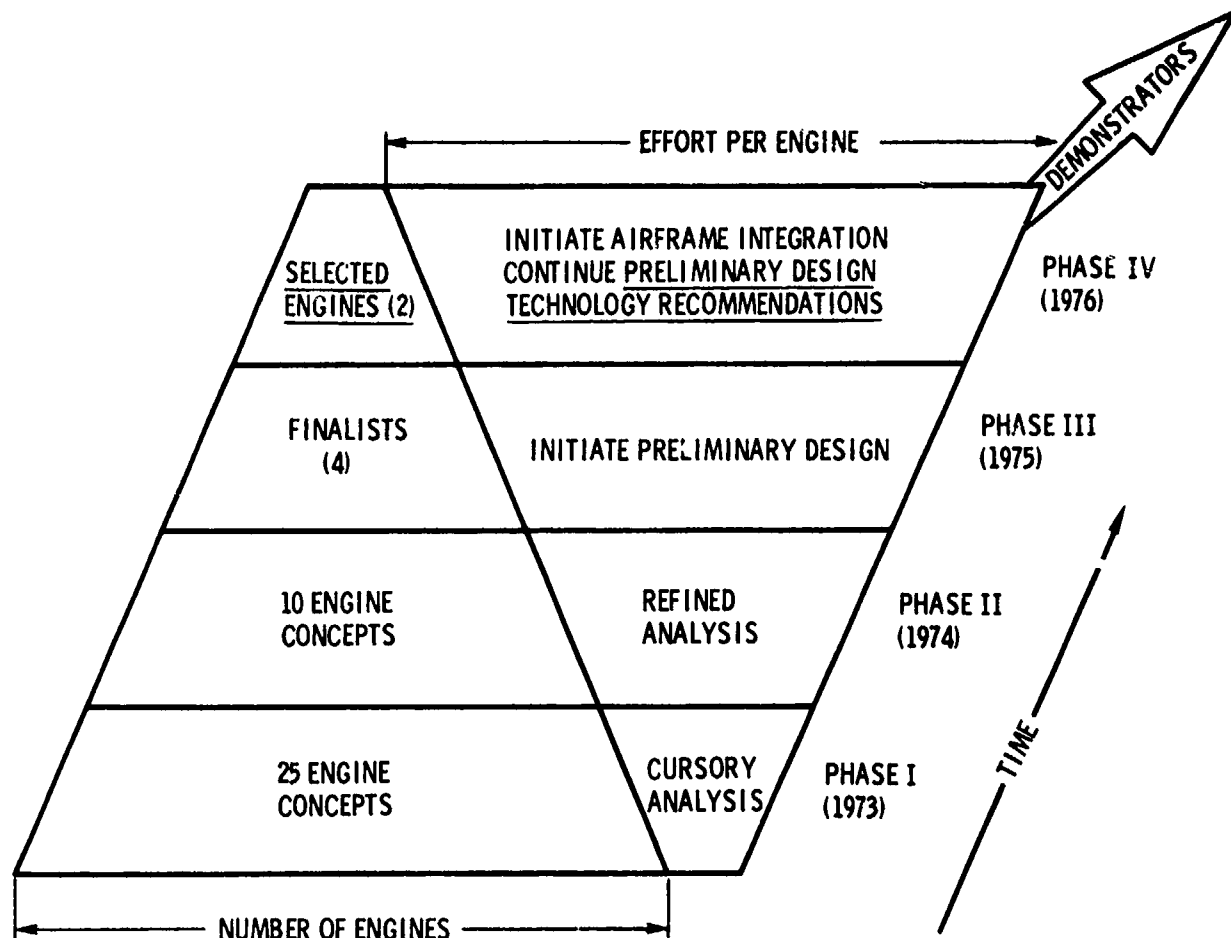 DEMONSTRATORS
EFFORT PER ENGINE
SELECTED
ENGINES (2)
INITIATE AIRFRAME INTEGRATION
CONTINUE PRELIMINARY DESIGN
TECHNOLOGY RECOMMENDATIONS
PHASE IV
(1976)
FINALISTS
(4)
INITIATE PRELIMINARY DESIGN
PHASE III
(1975)
10 ENGINE
CONCEPTS
REFINED
ANALYSIS
PHASE II
(1974)
25 ENGINE
CONCEPTS
CURSORY
ANALYSIS
PHASE I
(1973)
TIME
NUMBER OF ENGINES